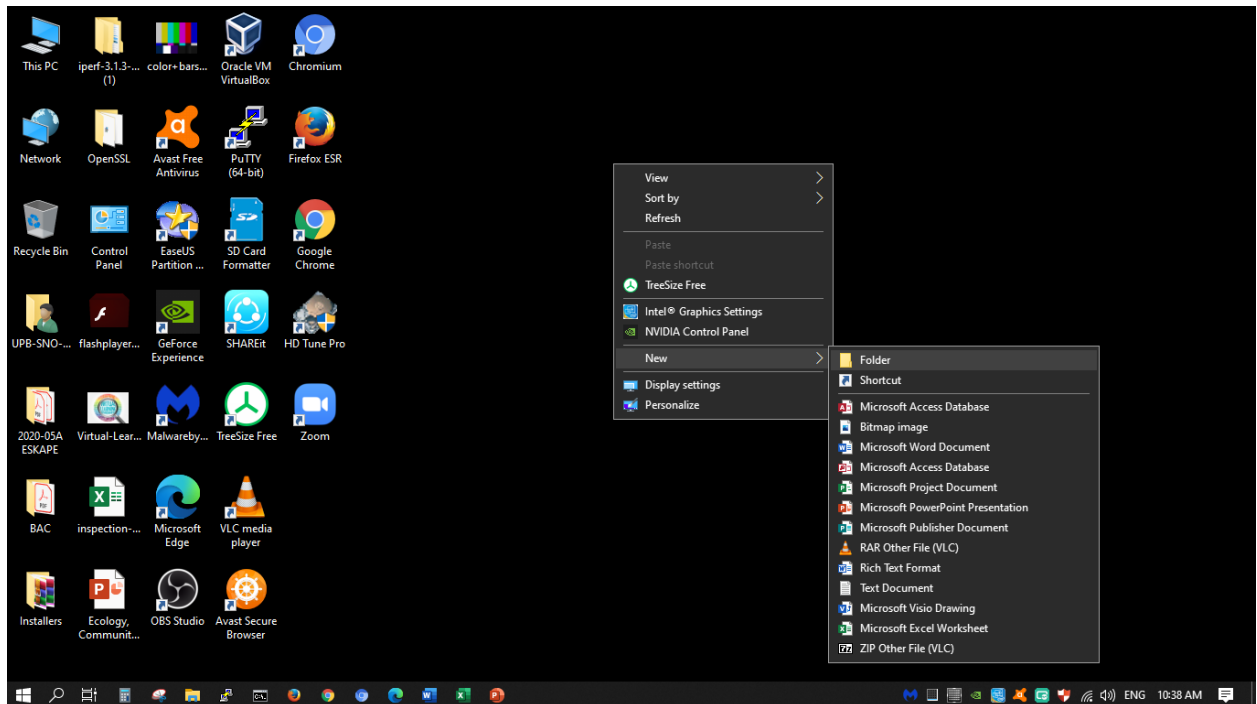 This PC
iperf-3.1.3-...
(1)
color+bars...
Oracle VM
VirtualBox
Chromium
Network
OpenSSL
Avast Free
Antivirus
PuTTY
(64-bit)
Firefox ESR
Recycle Bin
Control
Panel
EaseUS
Partition ...
SD Card
Formatter
Google
Chrome
UPB-SNO-...
flashplayer...
GeForce
Experience
SHAREit
HD Tune Pro
2020-05A
ESKAPE
Virtual-Lear...
Malwareby...
TreeSize Free
Zoom
BAC
inspection-...
Microsoft
Edge
VLC media
player
Installers
Ecology,
Communit...
OBS Studio
Avast Secure
Browser
View
Sort by
Refresh
Paste
Paste shortcut
TreeSize Free
Intel® Graphics Settings
NVIDIA Control Panel
New
Display settings
Personalize
Folder
Shortcut
Microsoft Access Database
Bitmap image
Microsoft Word Document
Microsoft Access Database
Microsoft Project Document
Microsoft PowerPoint Presentation
Microsoft Publisher Document
RAR Other File (VLC)
Rich Text Format
Text Document
Microsoft Visio Drawing
Microsoft Excel Worksheet
ZIP Other File (VLC)
ENG
10:38 AM